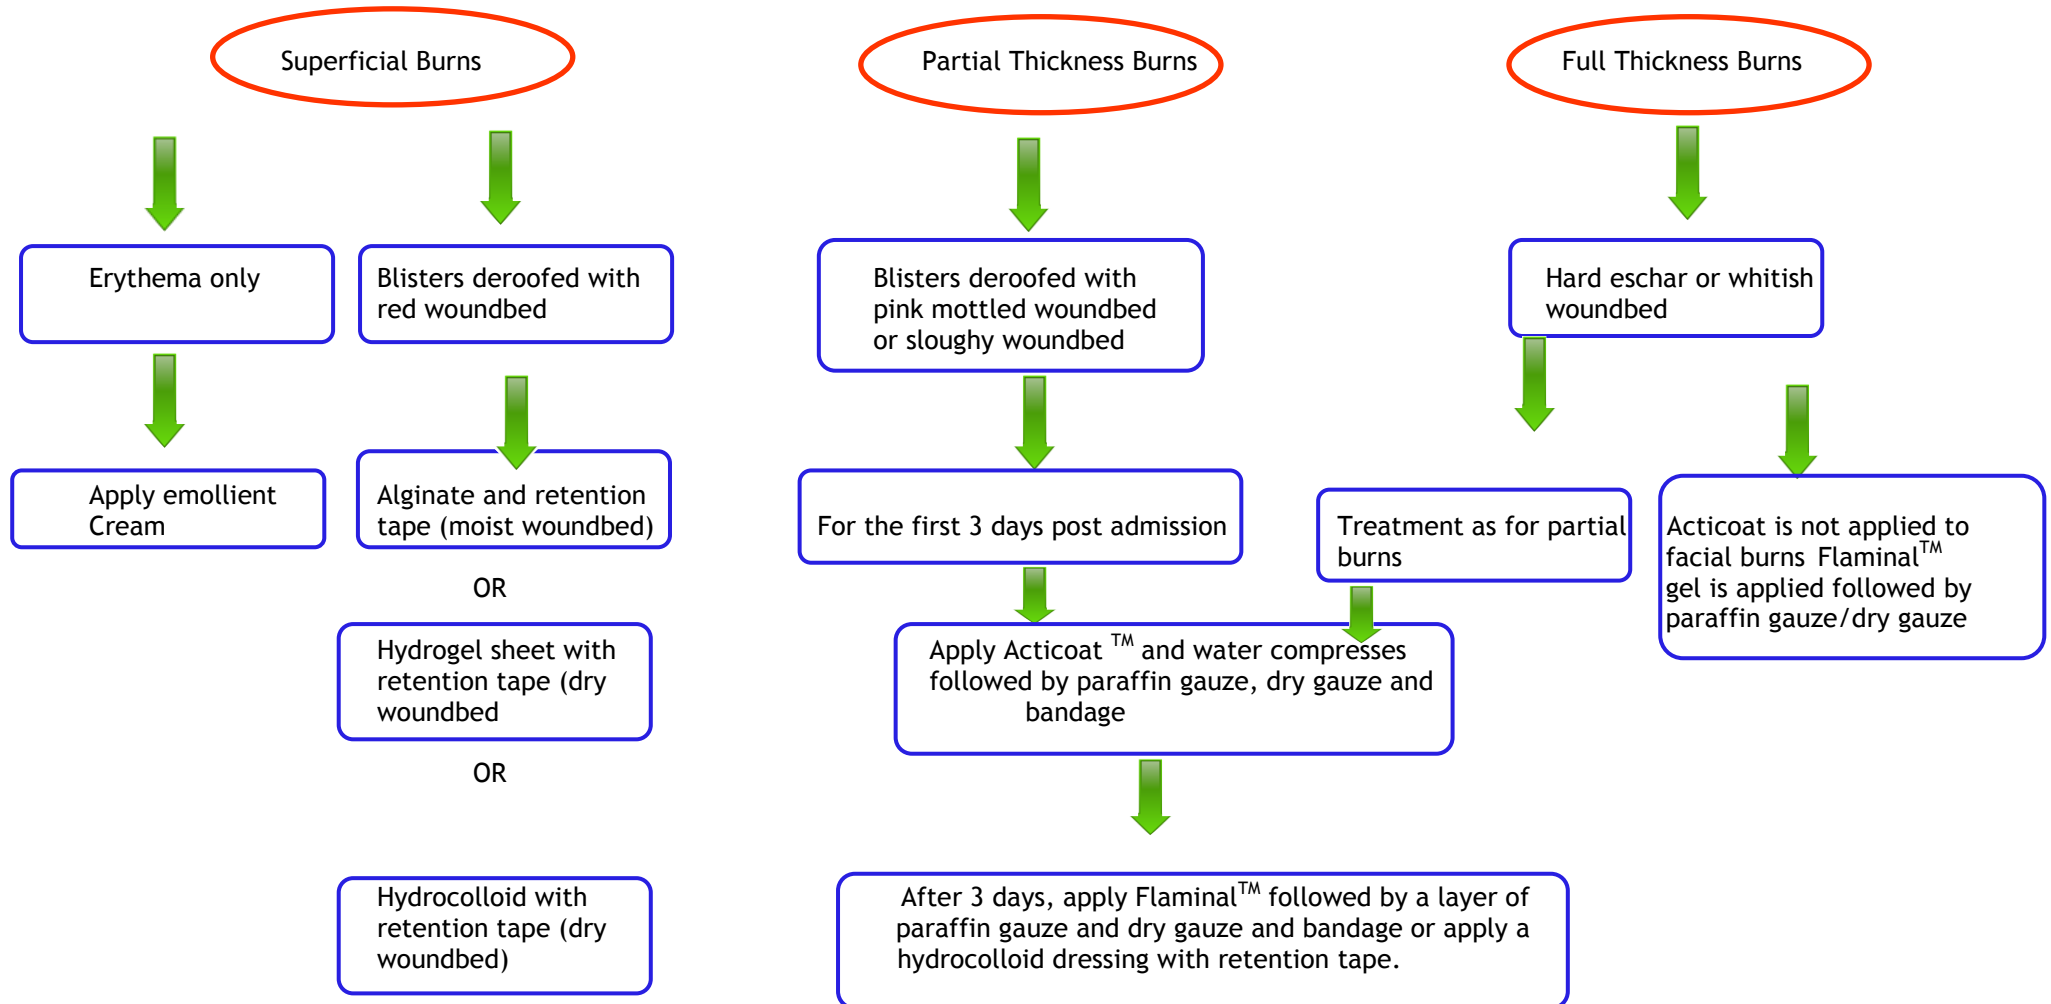 Superficial Burns
Partial Thickness Burns
Full Thickness Burns
Erythema only
Blisters deroofed with
red woundbed
Blisters deroofed with
pink mottled woundbed
or sloughy woundbed
Hard eschar or whitish
woundbed
Apply emollient
Cream
Alginate and retention
tape (moist woundbed)
OR
Hydrogel sheet with
retention tape (dry
woundbed
OR
Hydrocolloid with
retention tape (dry
woundbed)
For the first 3 days post admission
Treatment as for partial
burns
Acticoat is not applied to
facial burns Flaminal™
gel is applied followed by
paraffin gauze/dry gauze
Apply Acticoat ™ and water compresses
followed by paraffin gauze, dry gauze and
bandage
After 3 days, apply Flaminal™ followed by a layer of
paraffin gauze and dry gauze and bandage or apply a
hydrocolloid dressing with retention tape.